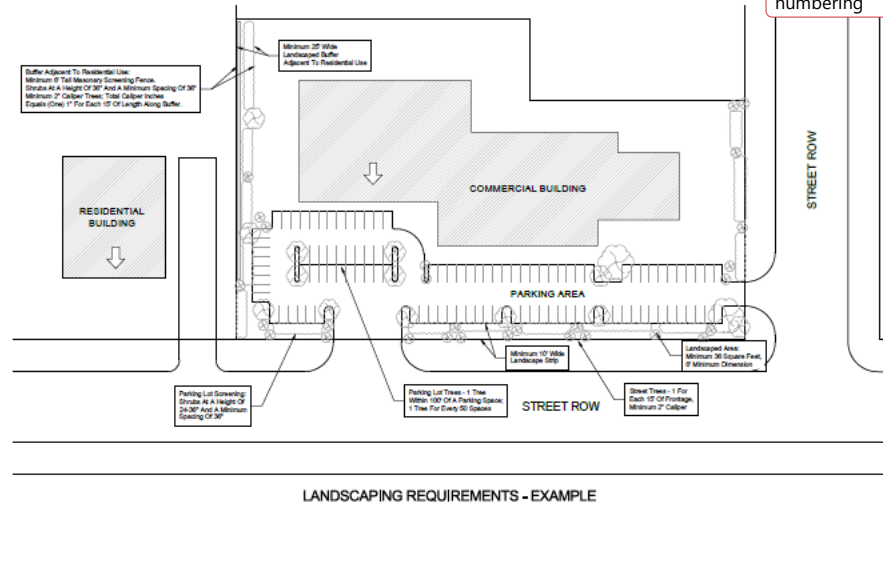 numbering
Minimum 25' Wide
Landscaped Buffer
Adjacent To Residential Use
Buffer Adjacent To Residential Use:
Minimum 6' Tall Masonary Screening Fence.
Shrubs At A Height Of 36" And A Minimum Spacing Of 36"
Minimum 2" Caliper Trees; Total Caliper Inches
Equals (One) 1" For Each 15' Of Length Along Buffer.
STREET ROW
COMMERCIAL BUILDING
RESIDENTIAL
BUILDING
PARKING AREA
Minimum 10' Wide
Landscape Strip
Landscaped Area:
Minimum 36 Square Feet,
6' Minimum Dimension
Parking Lot Screening:
Shrubs At A Height Of
24-36" And A Minimum
Spacing Of 36"
Parking Lot Trees - 1 Tree
Within 100' Of A Parking Space;
1 Tree For Every 50 Spaces
STREET ROW
Street Trees - 1 For
Each 15' Of Frontage,
Minimum 2" Caliper
LANDSCAPING REQUIREMENTS - EXAMPLE